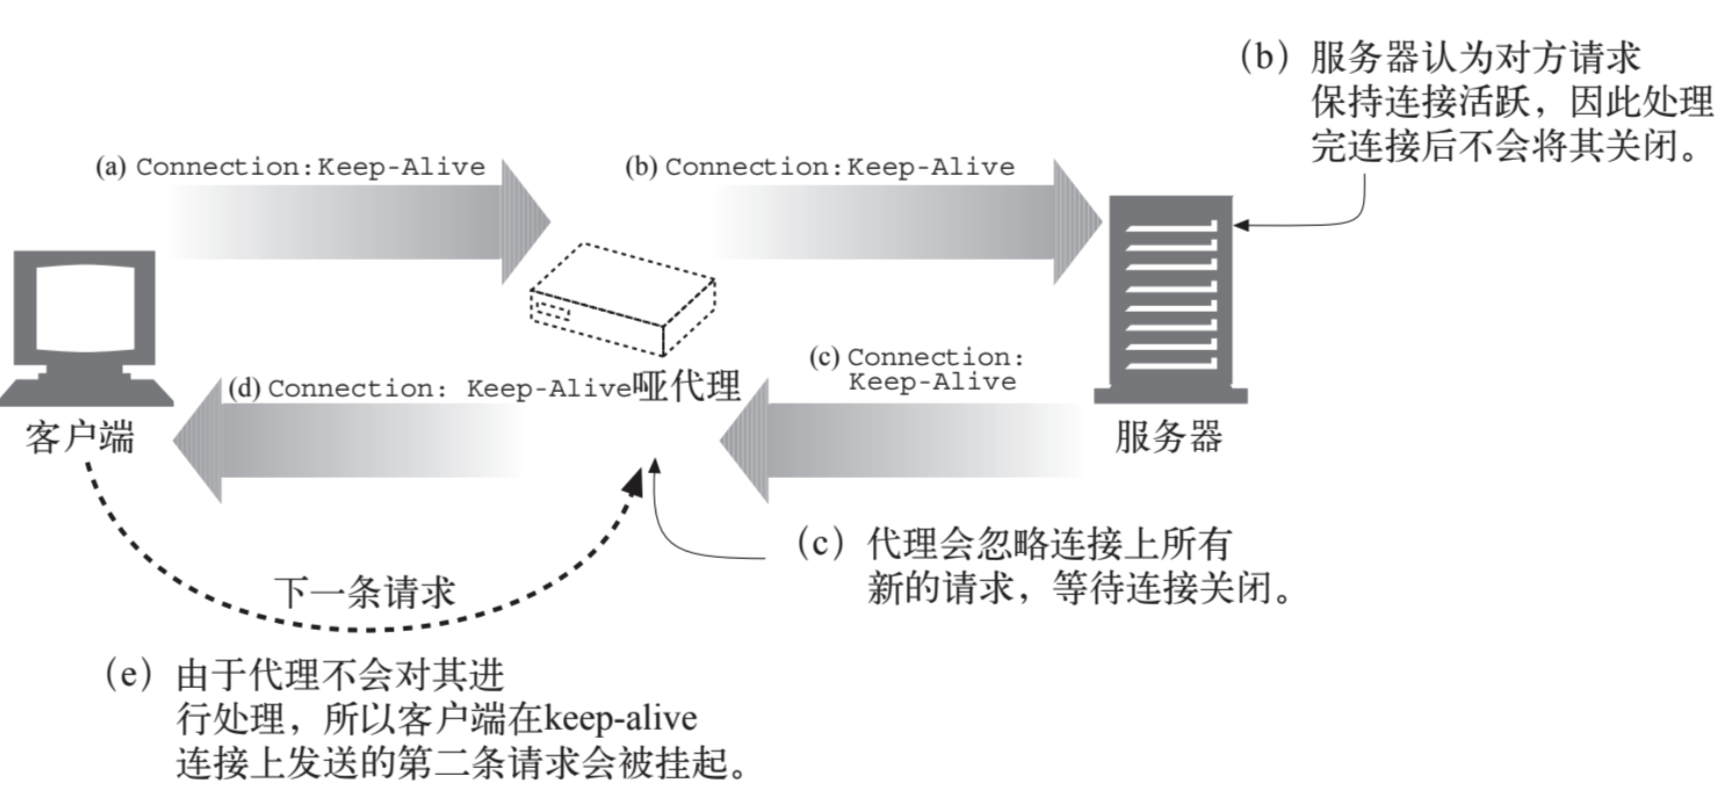 （b）服务器认为对方请求
保持连接活跃，因此处理
完连接后不会将其关闭。
(a) Connection:Keep-Alive
(b) Connection:Keep-Alive
(c) Connection:
Keep-Alive
(d) Connection: Keep-Alive
哑代理
客户端
服务器
（c）代理会忽略连接上所有
新的请求，等待连接关闭。
下一条请求
（e）由于代理不会对其进
行处理，所以客户端在keep-alive
连接上发送的第二条请求会被挂起。